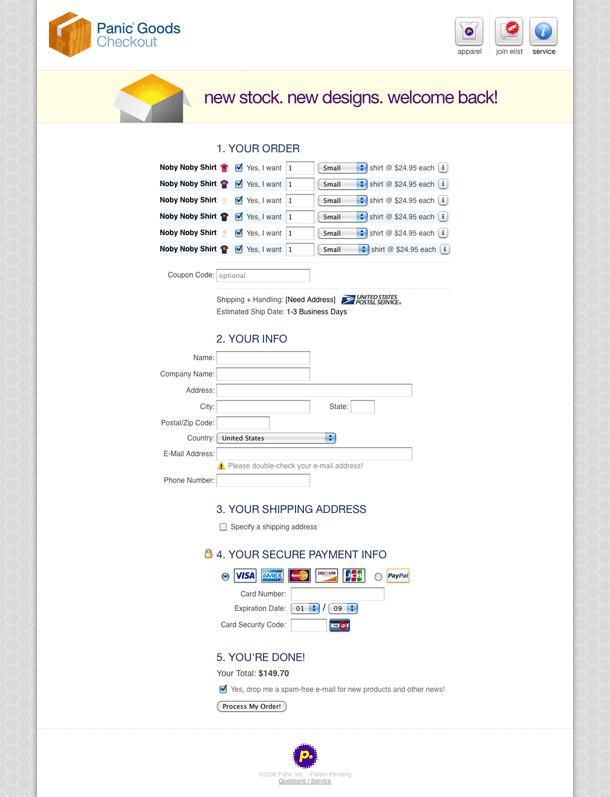 Panic® Goods
Checkout
apparel
join elist
service
new stock. new designs. welcome back!
1. YOUR ORDER
Noby Noby Shirt Yes, I want 1 Small shirt @ $24.95 each i
Noby Noby Shirt Yes, I want 1 Small shirt @ $24.95 each i
Noby Noby Shirt Yes, I want 1 Small shirt @ $24.95 each i
Noby Noby Shirt Yes, I want 1 Small shirt @ $24.95 each i
Noby Noby Shirt Yes, I want 1 Small shirt @ $24.95 each i
Noby Noby Shirt Yes, I want 1 Small shirt @ $24.95 each i
Coupon Code: optional
Shipping + Handling: [Need Address] UNITED STATES POSTAL SERVICE®
Estimated Ship Date: 1-3 Business Days
2. YOUR INFO
Name:
Company Name:
Address:
City: State:
Postal/Zip Code:
Country: United States
E-Mail Address:
Please double-check your e-mail address!
Phone Number:
3. YOUR SHIPPING ADDRESS
Specify a shipping address
4. YOUR SECURE PAYMENT INFO
VISA AMEX MasterCard DISCOVER JCB PayPal
Card Number:
Expiration Date: 01 / 09
Card Security Code:
5. YOU'RE DONE!
Your Total: $149.70
Yes, drop me a spam-free e-mail for new products and other news!
Process My Order!
p.
Panic Inc. - Patent Pending
Questions / Service